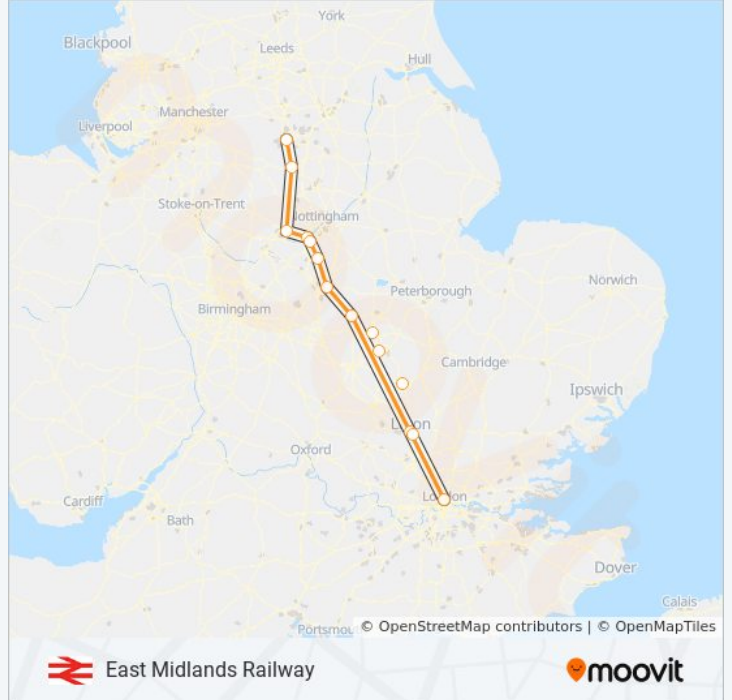 York
Blackpool
Leeds
Hull
Manchester
Liverpool
Stoke-on-Trent
Nottingham
Norwich
Peterborough
Birmingham
Cambridge
Ipswich
Luton
Oxford
London
Cardiff
Bath
Dover
Calais
Portsmou
© OpenStreetMap contributors | © OpenMapTiles
East Midlands Railway
moovit